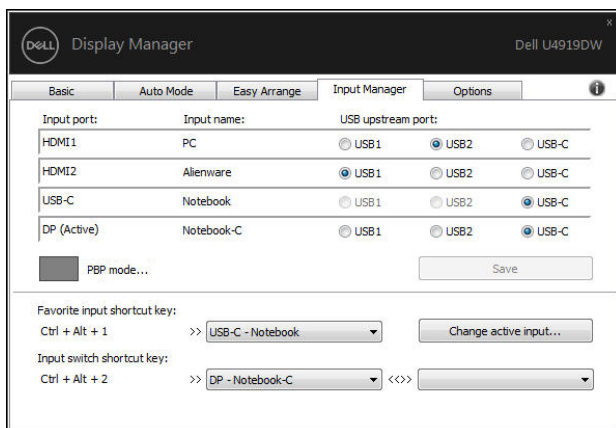 x
DELL Display Manager Dell U4919DW
Basic Auto Mode Easy Arrange Input Manager Options i
Input port: Input name: USB upstream port:
HDMI1 PC USB1 USB2 USB-C
HDMI2 Alienware USB1 USB2 USB-C
USB-C Notebook USB1 USB2 USB-C
DP (Active) Notebook-C USB1 USB2 USB-C
PBP mode... Save
Favorite input shortcut key:
Ctrl + Alt + 1 >> USB-C - Notebook Change active input...
Input switch shortcut key:
Ctrl + Alt + 2 >> DP - Notebook-C <<>>